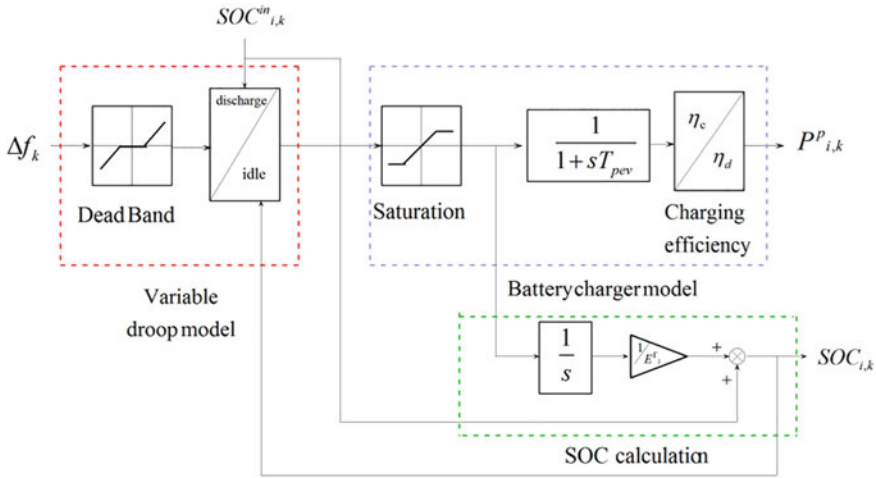 SOC^in_i,k
discharge
idle
Δf_k
Dead Band
Variable
droop model
Saturation
1
1+sT_pev
η_c
η_d
Charging
efficiency
P^p_i,k
Battery charger model
1
s
1
E^r_i
+
+
SOC_i,k
SOC calculation